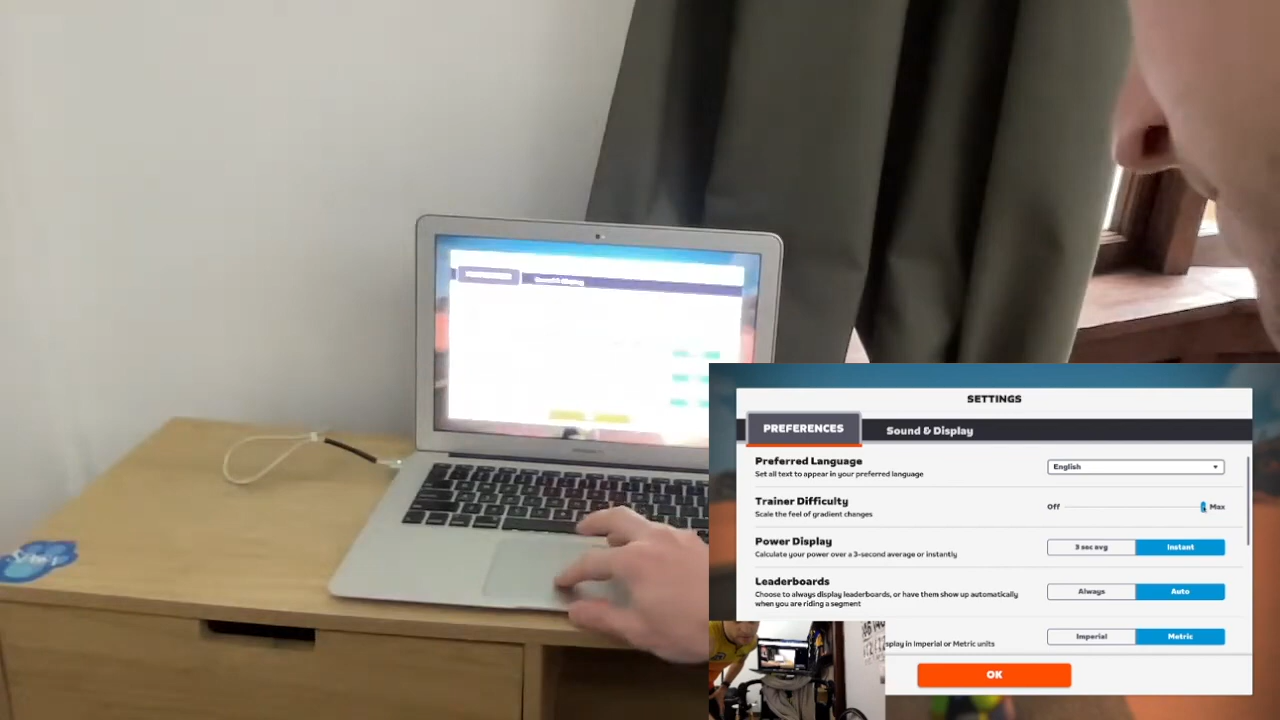 Sound & Display
SETTINGS
PREFERENCES
Sound & Display
Preferred Language
Set all text to appear in your preferred language
English
Trainer Difficulty
Scale the feel of gradient changes
Off
Max
Power Display
Calculate your power over a 3-second average or instantly
3 sec avg
Instant
Leaderboards
Choose to always display leaderboards, or have them show up automatically
when you are riding a segment
Always
Auto
splay in Imperial or Metric units
Imperial
Metric
OK